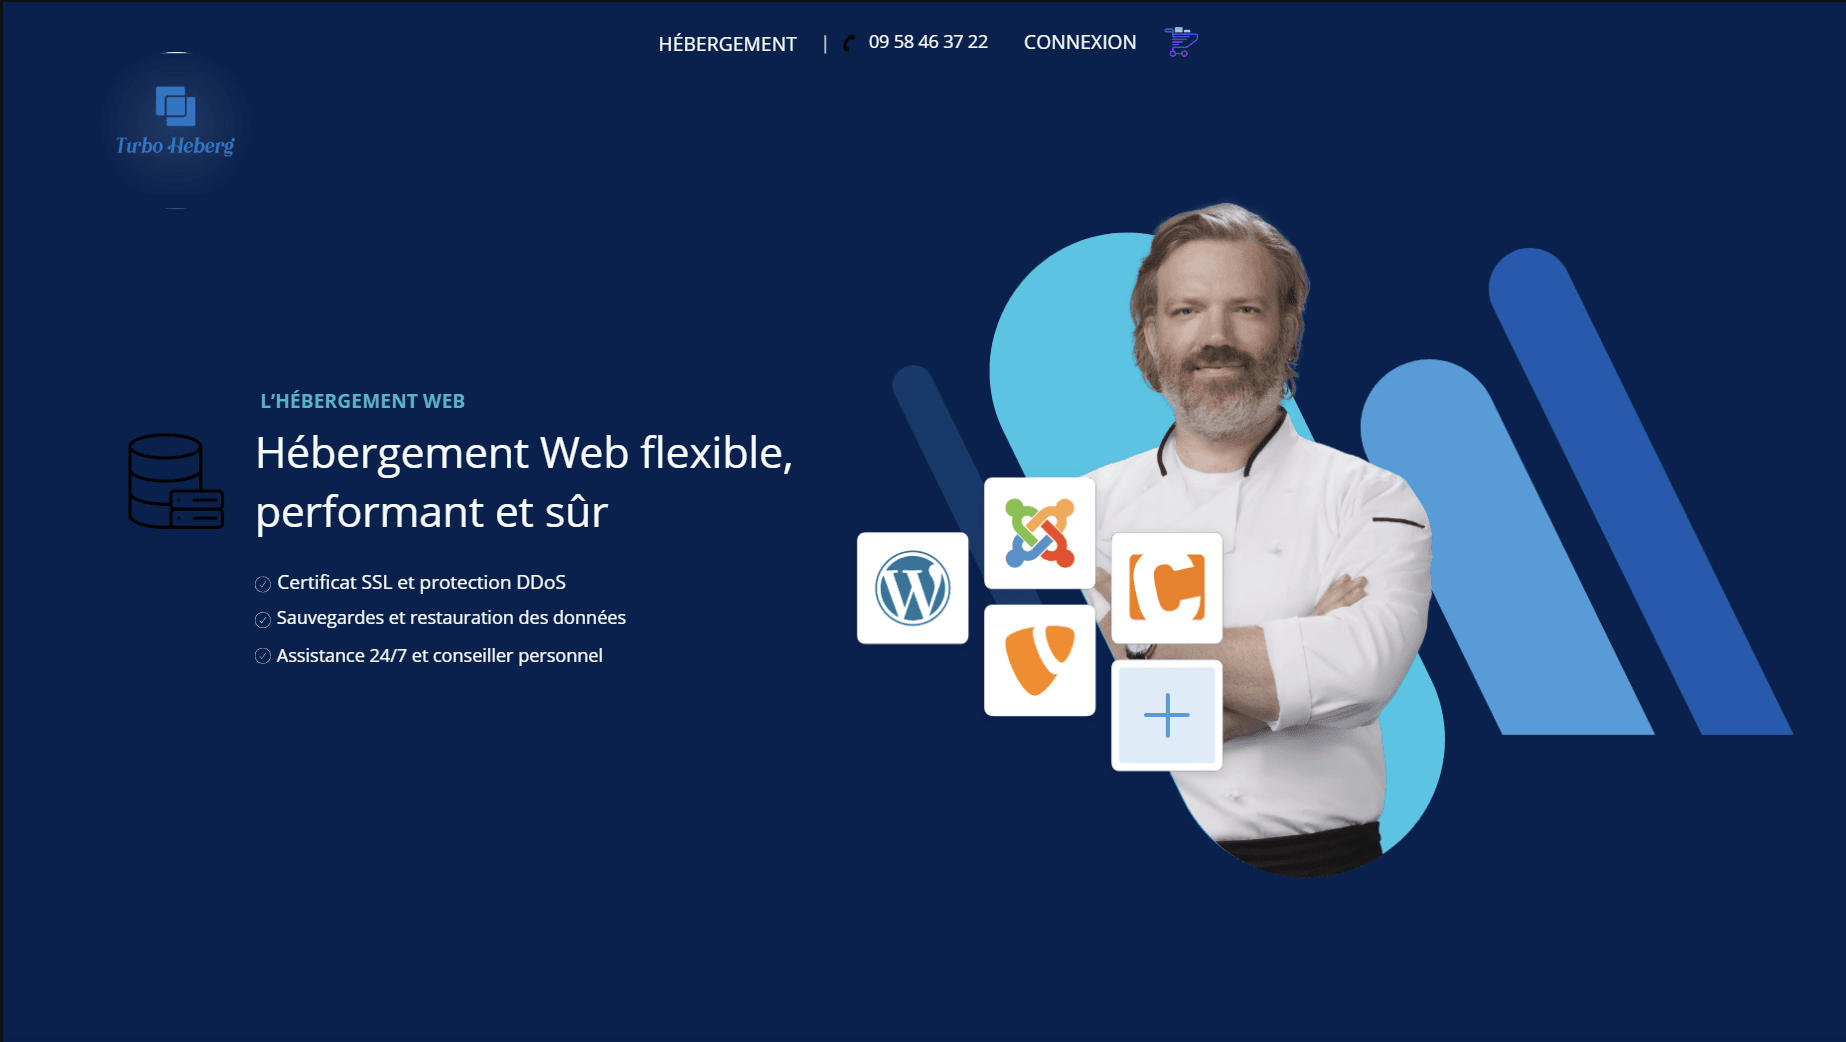 HÉBERGEMENT | 09 58 46 37 22 CONNEXION
Turbo Heberg
L'HÉBERGEMENT WEB
Hébergement Web flexible,
performant et sûr
Certificat SSL et protection DDoS
Sauvegardes et restauration des données
Assistance 24/7 et conseiller personnel